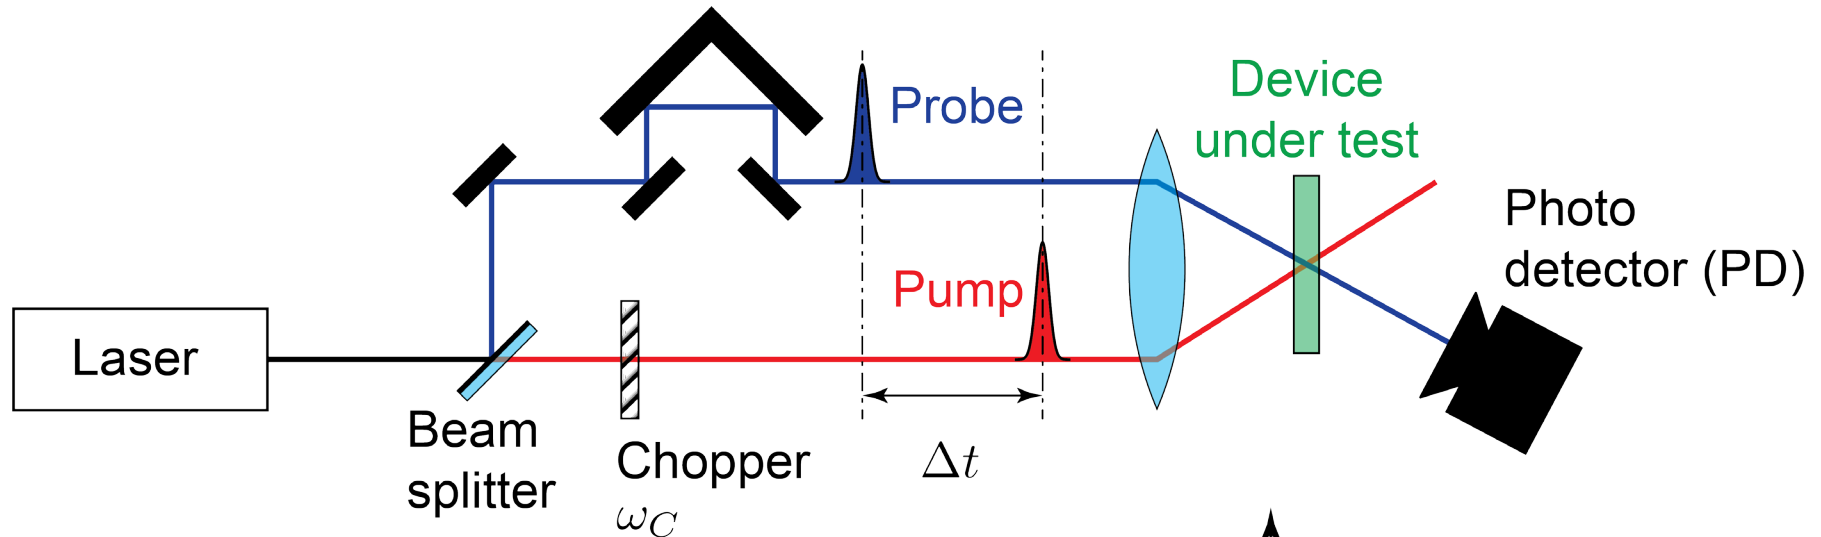 Probe
Device
under test
Photo
detector (PD)
Pump
Laser
Beam
splitter
Chopper
ω_C
Δt